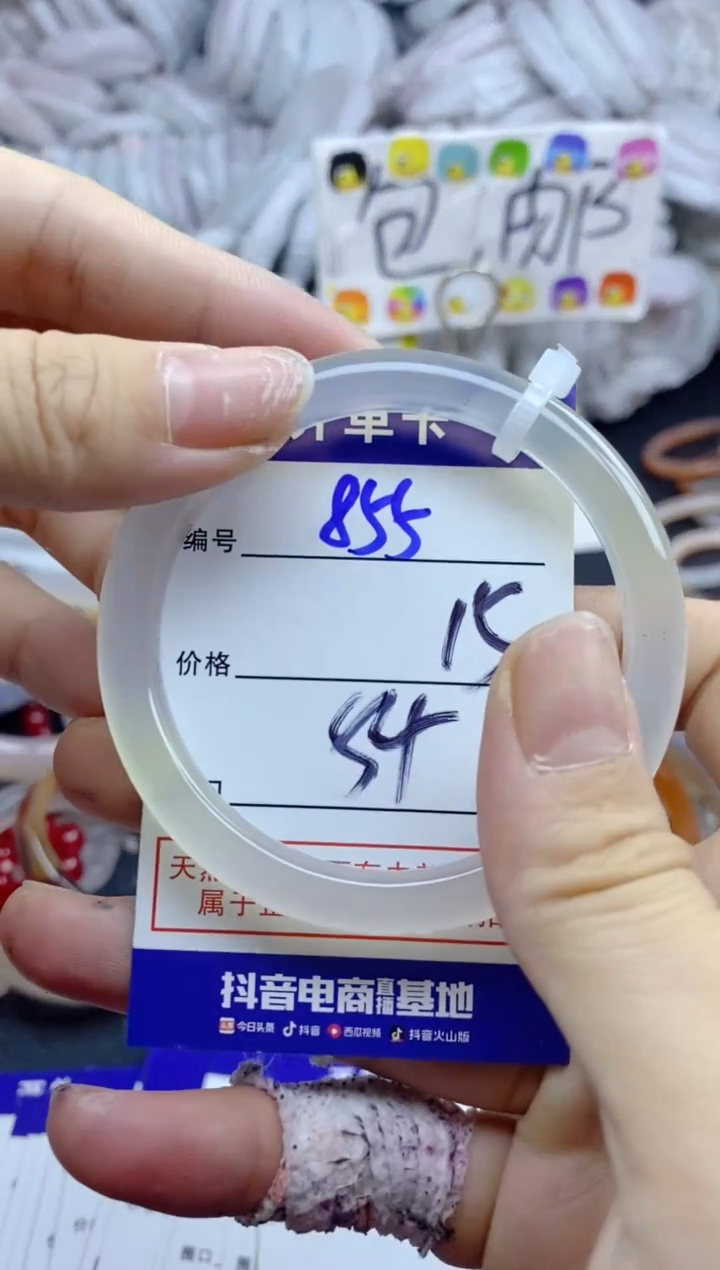 包邮
单卡
编号 855
价格 15
54
天然
属于
抖音电商直播基地
今日头条 抖音 西瓜视频 抖音火山版
圈口